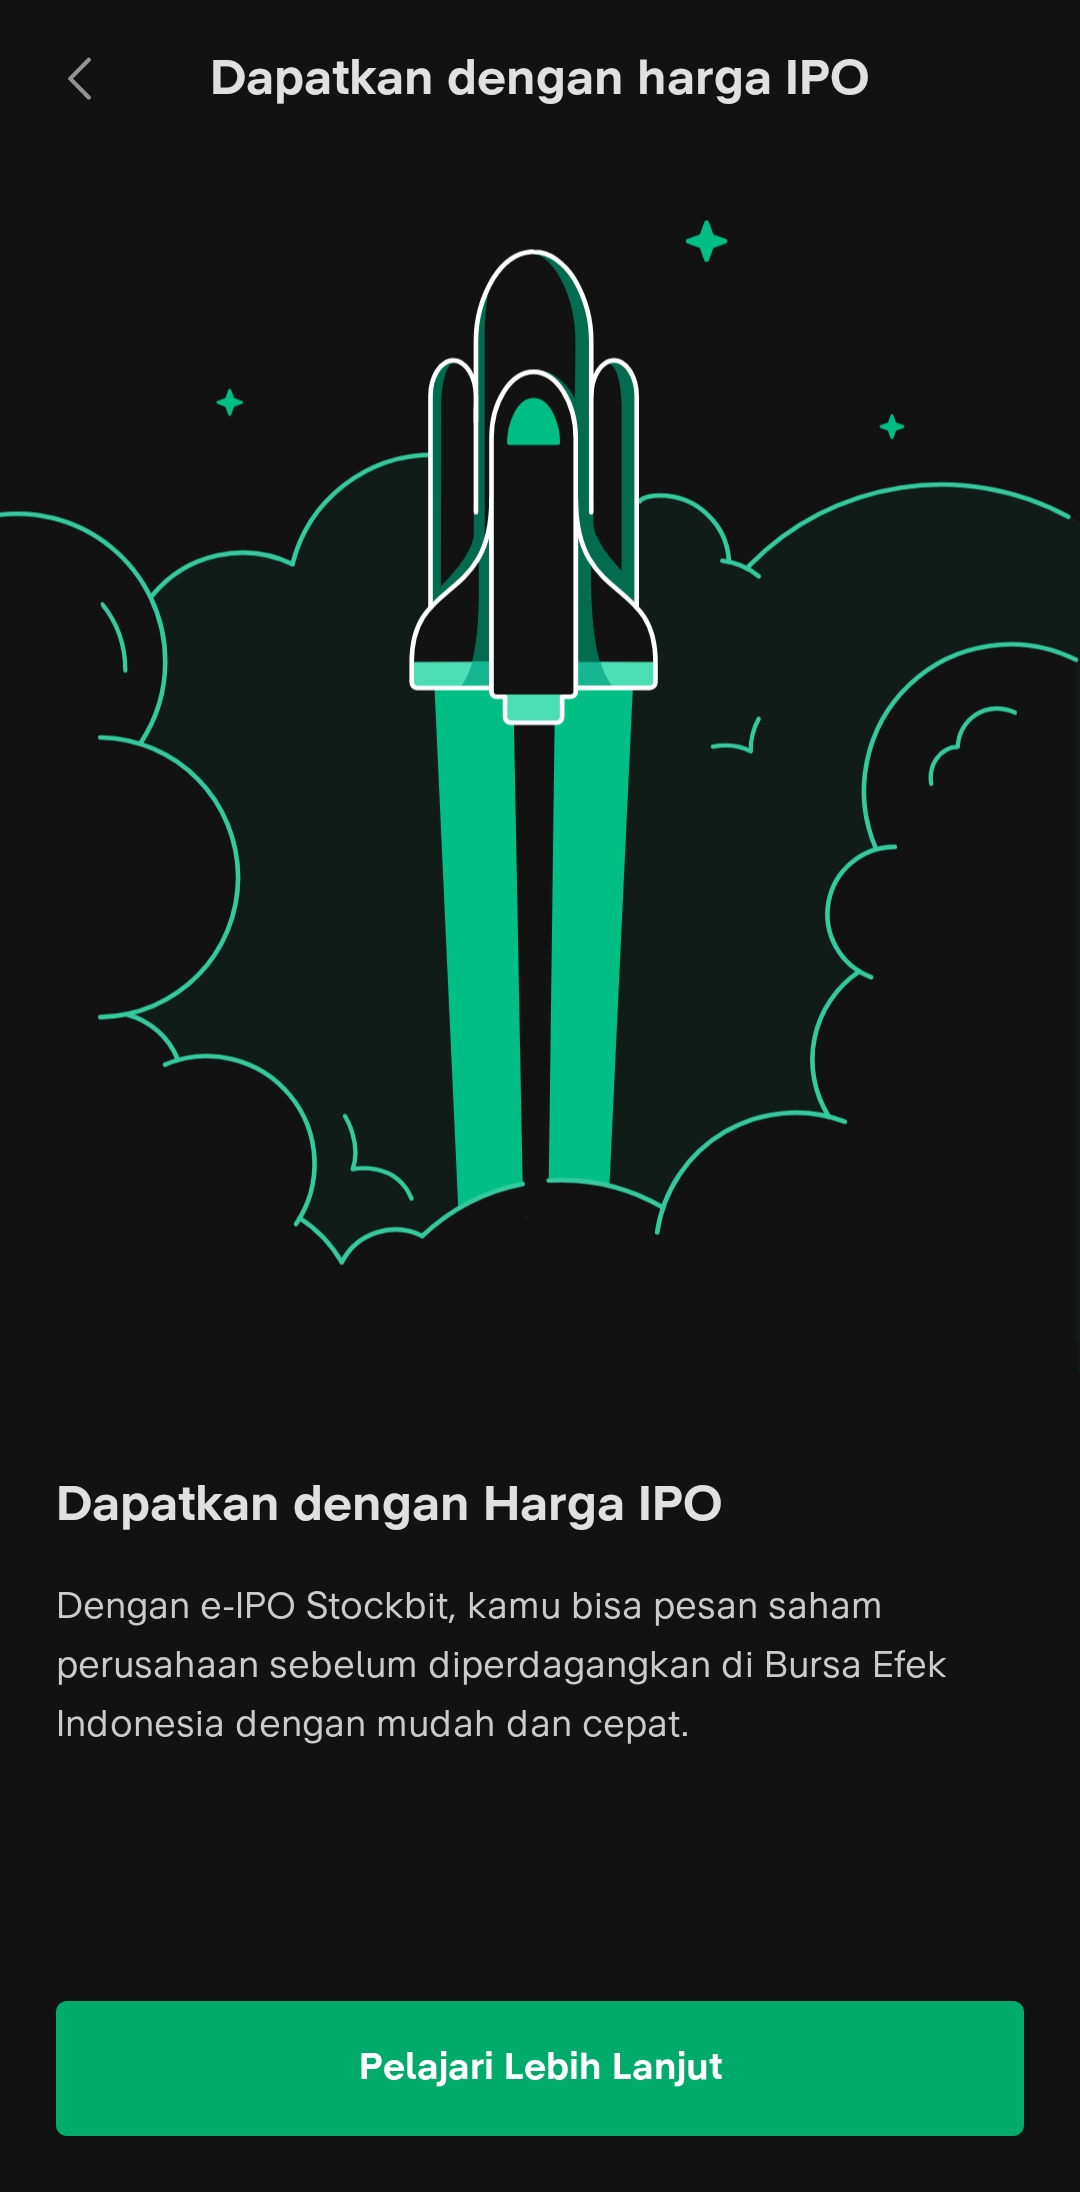 Dapatkan dengan harga IPO
Dapatkan dengan Harga IPO
Dengan e-IPO Stockbit, kamu bisa pesan saham
perusahaan sebelum diperdagangkan di Bursa Efek
Indonesia dengan mudah dan cepat.
Pelajari Lebih Lanjut